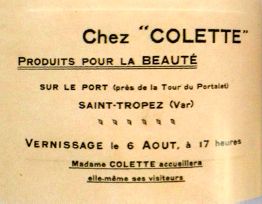 Chez "COLETTE"
PRODUITS POUR LA BEAUTÉ
SUR LE PORT (près de la Tour du Portalet)
SAINT-TROPEZ (Var)
VERNISSAGE le 6 AOUT, à 17 heures
Madame COLETTE accueillera
elle-même ses visiteurs